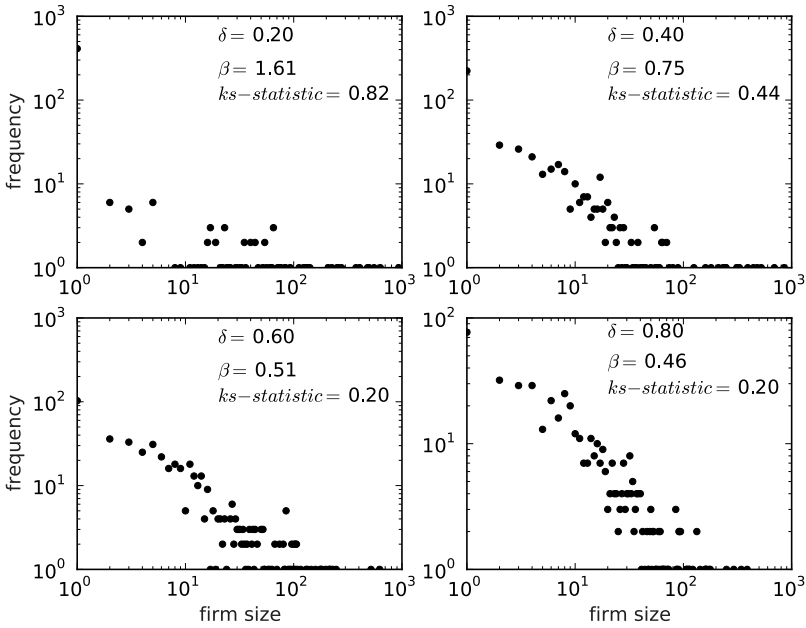 10³
10²
10¹
10⁰
frequency
δ = 0.20
β = 1.61
ks−statistic = 0.82
10⁰ 10¹ 10² 10³
10³
10²
10¹
10⁰
δ = 0.40
β = 0.75
ks−statistic = 0.44
10⁰ 10¹ 10² 10³
10³
10²
10¹
10⁰
frequency
δ = 0.60
β = 0.51
ks−statistic = 0.20
10⁰ 10¹ 10² 10³
firm size
10²
10¹
10⁰
δ = 0.80
β = 0.46
ks−statistic = 0.20
10⁰ 10¹ 10² 10³
firm size